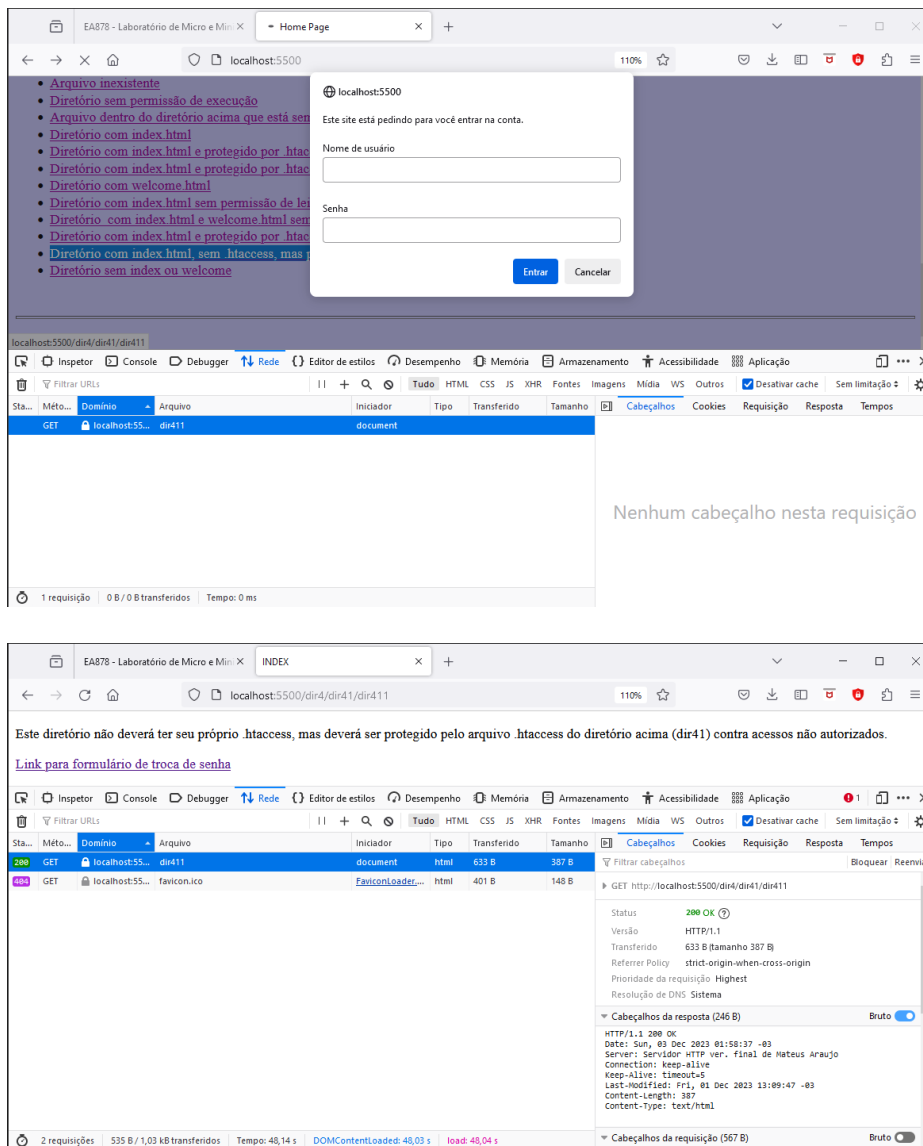 EA878 - Laboratório de Micro e Min
Home Page
localhost:5500
110%
Arquivo inexistente
Diretório sem permissão de execução
Arquivo dentro do diretório acima que está sem
Diretório com index.html
Diretório com index.html e protegido por .htac
Diretório com index.html e protegido por .htac
Diretório com welcome.html
Diretório com index.html sem permissão de lei
Diretório com index.html e welcome.html sem
Diretório com index.html e protegido por .htac
Diretório com index.html, sem .htaccess, mas p
Diretório sem index ou welcome
localhost:5500
Este site está pedindo para você entrar na conta.
Nome de usuário
Senha
Entrar Cancelar
localhost:5500/dir4/dir41/dir411
Inspetor Console Debugger Rede Editor de estilos Desempenho Memória Armazenamento Acessibilidade Aplicação
Filtrar URLs Tudo HTML CSS JS XHR Fontes Imagens Mídia WS Outros Desativar cache Sem limitação
Sta... Méto... Domínio Arquivo Iniciador Tipo Transferido Tamanho Cabeçalhos Cookies Requisição Resposta Tempos
GET localhost:55... dir411 document
Nenhum cabeçalho nesta requisição
1 requisição 0 B / 0 B transferidos Tempo: 0 ms
EA878 - Laboratório de Micro e Min
INDEX
localhost:5500/dir4/dir41/dir411
110%
Este diretório não deverá ter seu próprio .htaccess, mas deverá ser protegido pelo arquivo .htaccess do diretório acima (dir41) contra acessos não autorizados.
Link para formulário de troca de senha
Inspetor Console Debugger Rede Editor de estilos Desempenho Memória Armazenamento Acessibilidade Aplicação 1
Filtrar URLs Tudo HTML CSS JS XHR Fontes Imagens Mídia WS Outros Desativar cache Sem limitação
Sta... Méto... Domínio Arquivo Iniciador Tipo Transferido Tamanho Cabeçalhos Cookies Requisição Resposta Tempos
200 GET localhost:55... dir411 document html 633 B 387 B
404 GET localhost:55... favicon.ico FaviconLoader.... html 401 B 148 B
Filtrar cabeçalhos Bloquear Reenvia
GET http://localhost:5500/dir4/dir41/dir411
Status 200 OK
Versão HTTP/1.1
Transferido 633 B (tamanho 387 B)
Referrer Policy strict-origin-when-cross-origin
Prioridade da requisição Highest
Resolução de DNS Sistema
Cabeçalhos da resposta (246 B) Bruto
HTTP/1.1 200 OK
Date: Sun, 03 Dec 2023 01:58:37 -03
Server: Servidor HTTP ver. final de Mateus Araujo
Connection: keep-alive
Keep-Alive: timeout=5
Last-Modified: Fri, 01 Dec 2023 13:09:47 -03
Content-Length: 387
Content-Type: text/html
Cabeçalhos da requisição (567 B) Bruto
2 requisições 535 B / 1,03 kB transferidos Tempo: 48,14 s DOMContentLoaded: 48,03 s load: 48,04 s